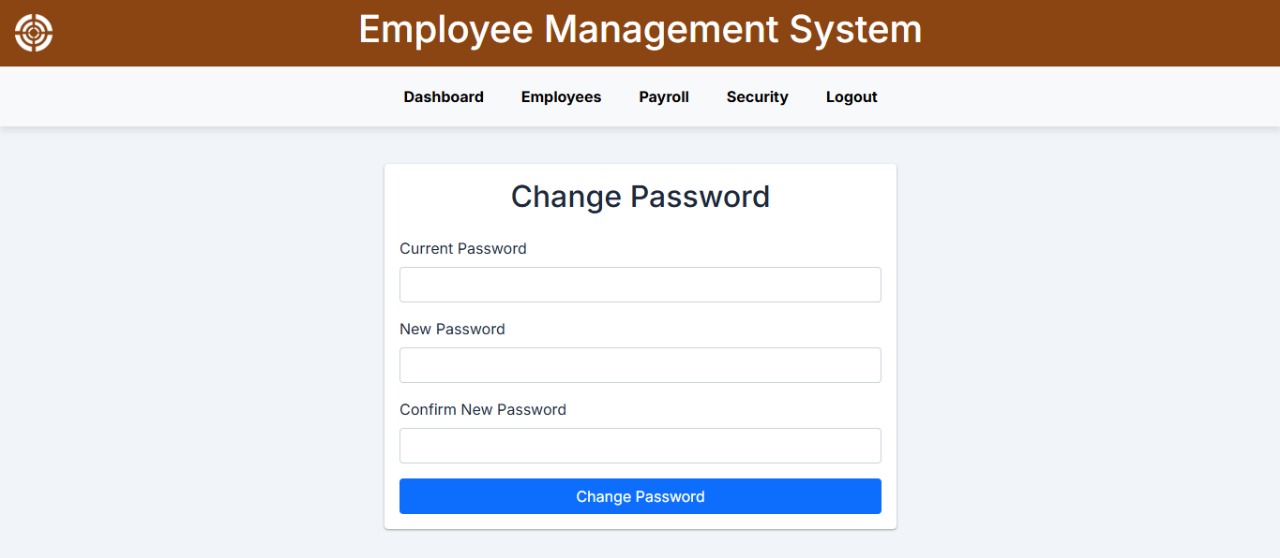 Employee Management System
Dashboard Employees Payroll Security Logout
Change Password
Current Password
New Password
Confirm New Password
Change Password